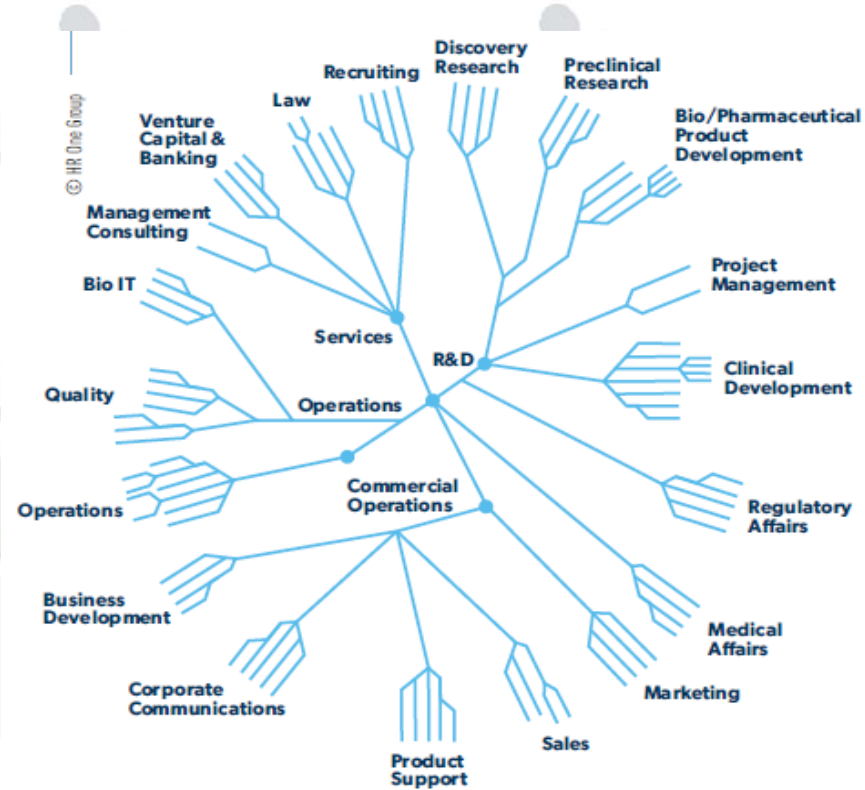 © HR One Group
Discovery
Research
Preclinical
Research
Recruiting
Law
Bio/Pharmaceutical
Product
Development
Venture
Capital &
Banking
Management
Consulting
Project
Management
Bio IT
Services
R&D
Clinical
Development
Quality
Operations
Commercial
Operations
Operations
Regulatory
Affairs
Business
Development
Medical
Affairs
Corporate
Communications
Marketing
Sales
Product
Support